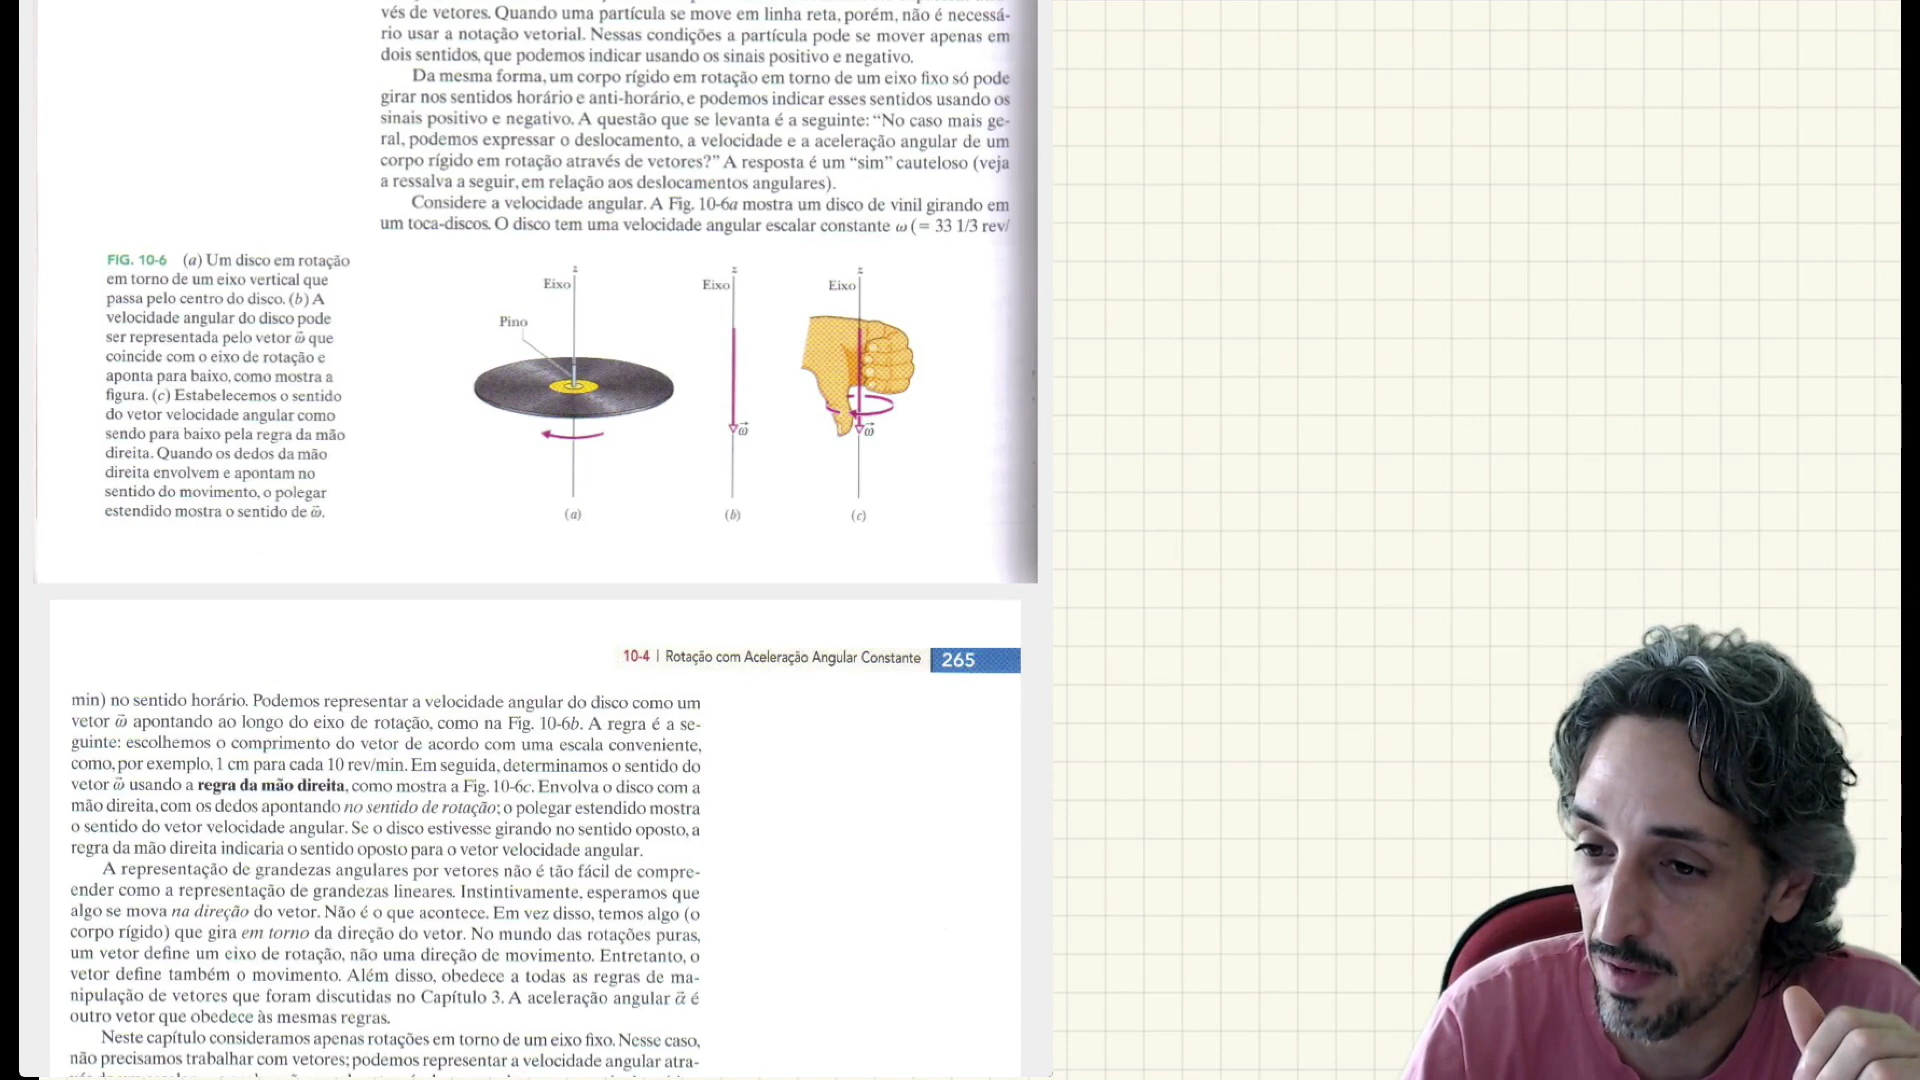 vés de vetores. Quando uma partícula se move em linha reta, porém, não é necessá-
rio usar a notação vetorial. Nessas condições a partícula pode se mover apenas em
dois sentidos, que podemos indicar usando os sinais positivo e negativo.
Da mesma forma, um corpo rígido em rotação em torno de um eixo fixo só pode
girar nos sentidos horário e anti-horário, e podemos indicar esses sentidos usando os
sinais positivo e negativo. A questão que se levanta é a seguinte: “No caso mais ge-
ral, podemos expressar o deslocamento, a velocidade e a aceleração angular de um
corpo rígido em rotação através de vetores?” A resposta é um “sim” cauteloso (veja
a ressalva a seguir, em relação aos deslocamentos angulares).
Considere a velocidade angular. A Fig. 10-6a mostra um disco de vinil girando em
um toca-discos. O disco tem uma velocidade angular escalar constante ω (= 33 1/3 rev/
FIG. 10-6 (a) Um disco em rotação
em torno de um eixo vertical que
passa pelo centro do disco. (b) A
velocidade angular do disco pode
ser representada pelo vetor ω⃗ que
coincide com o eixo de rotação e
aponta para baixo, como mostra a
figura. (c) Estabelecemos o sentido
do vetor velocidade angular como
sendo para baixo pela regra da mão
direita. Quando os dedos da mão
direita envolvem e apontam no
sentido do movimento, o polegar
estendido mostra o sentido de ω⃗.
z
Eixo
Pino
(a)
z
Eixo
ω⃗
(b)
z
Eixo
ω⃗
(c)
10-4 | Rotação com Aceleração Angular Constante 265
min) no sentido horário. Podemos representar a velocidade angular do disco como um
vetor ω⃗ apontando ao longo do eixo de rotação, como na Fig. 10-6b. A regra é a se-
guinte: escolhemos o comprimento do vetor de acordo com uma escala conveniente,
como, por exemplo, 1 cm para cada 10 rev/min. Em seguida, determinamos o sentido do
vetor ω⃗ usando a regra da mão direita, como mostra a Fig. 10-6c. Envolva o disco com a
mão direita, com os dedos apontando no sentido de rotação; o polegar estendido mostra
o sentido do vetor velocidade angular. Se o disco estivesse girando no sentido oposto, a
regra da mão direita indicaria o sentido oposto para o vetor velocidade angular.
A representação de grandezas angulares por vetores não é tão fácil de compre-
ender como a representação de grandezas lineares. Instintivamente, esperamos que
algo se mova na direção do vetor. Não é o que acontece. Em vez disso, temos algo (o
corpo rígido) que gira em torno da direção do vetor. No mundo das rotações puras,
um vetor define um eixo de rotação, não uma direção de movimento. Entretanto, o
vetor define também o movimento. Além disso, obedece a todas as regras de ma-
nipulação de vetores que foram discutidas no Capítulo 3. A aceleração angular α⃗ é
outro vetor que obedece às mesmas regras.
Neste capítulo consideramos apenas rotações em torno de um eixo fixo. Nesse caso,
não precisamos trabalhar com vetores; podemos representar a velocidade angular atra-